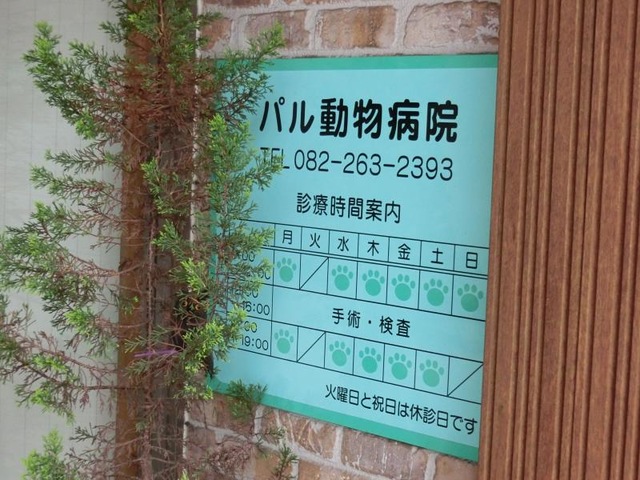 パル動物病院
TEL 082-263-2393
診療時間案内
月 火 水 木 金 土 日
手術・検査
15:00
19:00
火曜日と祝日は休診日です